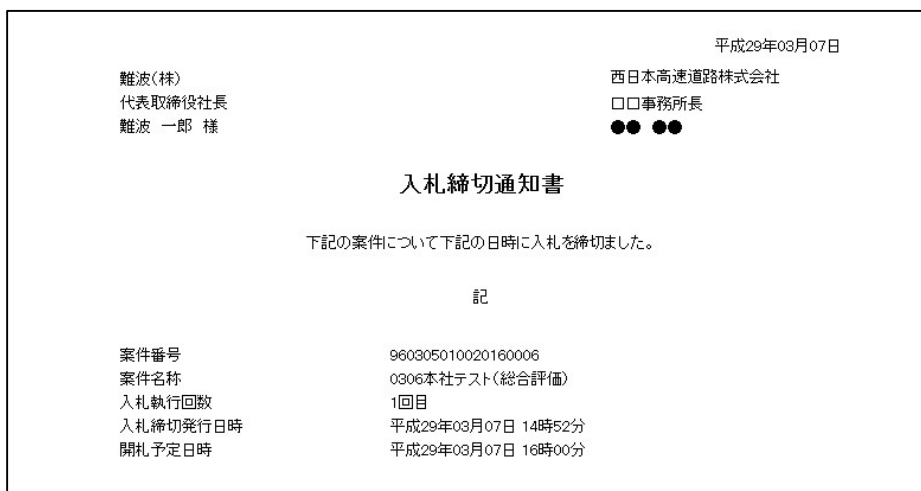 平成29年03月07日
難波(株)
西日本高速道路株式会社
代表取締役社長
□□事務所長
難波 一郎 様
●● ●●
入札締切通知書
下記の案件について下記の日時に入札を締切ました。
記
案件番号 960305010020160006
案件名称 0306本社テスト(総合評価)
入札執行回数 1回目
入札締切発行日時 平成29年03月07日 14時52分
開札予定日時 平成29年03月07日 16時00分